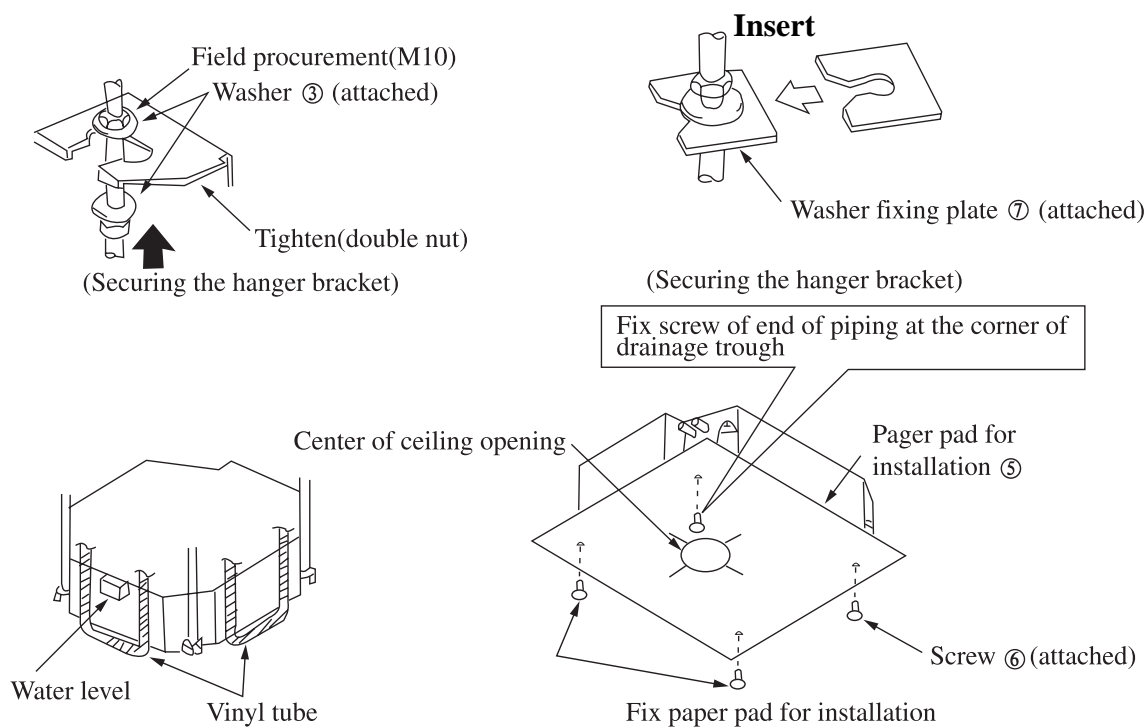 Insert
Field procurement(M10)
Washer ③ (attached)
Washer fixing plate ⑦ (attached)
Tighten(double nut)
(Securing the hanger bracket)
(Securing the hanger bracket)
Fix screw of end of piping at the corner of
drainage trough
Center of ceiling opening
Pager pad for
installation ⑤
Screw ⑥ (attached)
Water level
Vinyl tube
Fix paper pad for installation